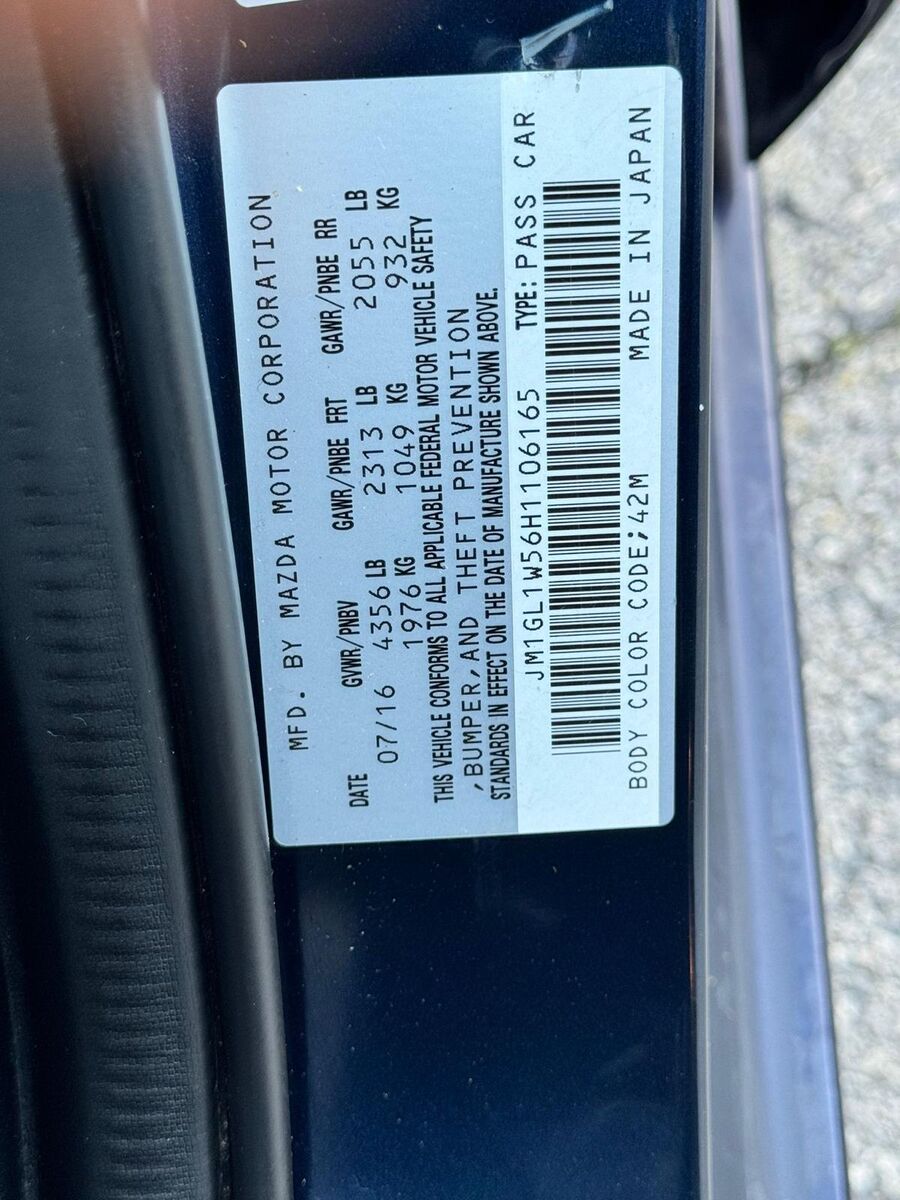 MFD. BY MAZDA MOTOR CORPORATION
DATE GVWR/PNBV GAWR/PNBE FRT GAWR/PNBE RR
07/16 4356 LB 2313 LB 2055 LB
1976 KG 1049 KG 932 KG
THIS VEHICLE CONFORMS TO ALL APPLICABLE FEDERAL MOTOR VEHICLE SAFETY
,BUMPER,AND THEFT PREVENTION
STANDARDS IN EFFECT ON THE DATE OF MANUFACTURE SHOWN ABOVE.
JM1GL1W56H1106165 TYPE:PASS CAR
BODY COLOR CODE;42M MADE IN JAPAN